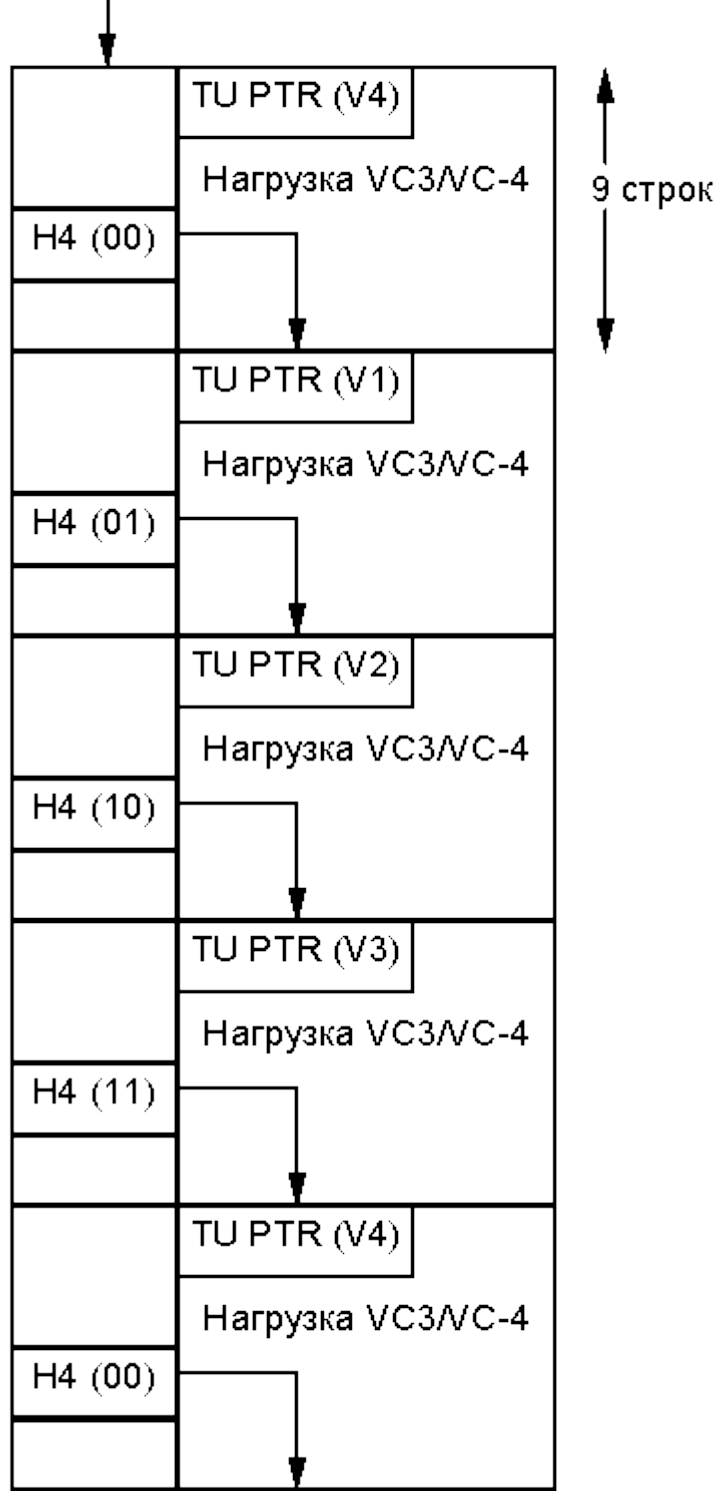 TU PTR (V4)
Нагрузка VC3/VC-4
9 строк
H4 (00)
TU PTR (V1)
Нагрузка VC3/VC-4
H4 (01)
TU PTR (V2)
Нагрузка VC3/VC-4
H4 (10)
TU PTR (V3)
Нагрузка VC3/VC-4
H4 (11)
TU PTR (V4)
Нагрузка VC3/VC-4
H4 (00)